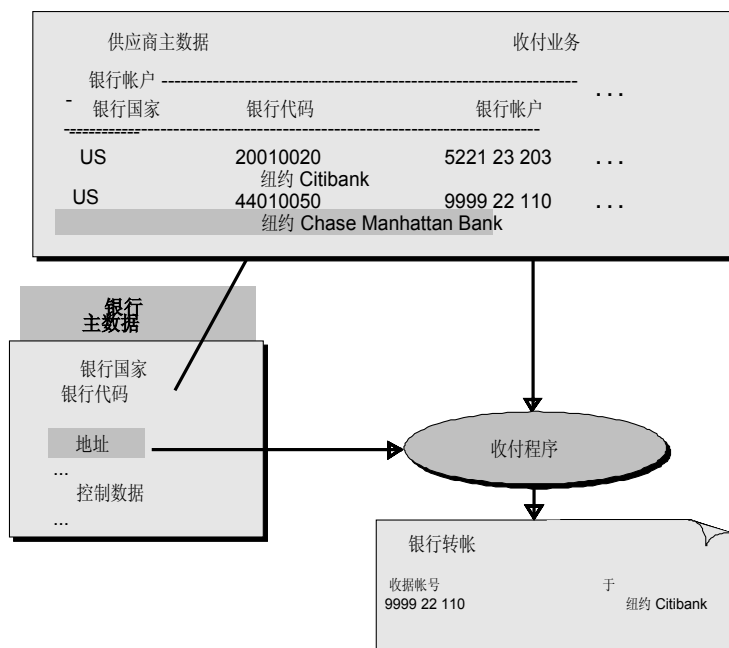 供应商主数据 收付业务
银行帐户 ----------------------------------------------------------------- ...
-
银行国家 银行代码 银行帐户
US 20010020 5221 23 203 ...
纽约 Citibank
US 44010050 9999 22 110 ...
纽约 Chase Manhattan Bank
银行
主数据
银行国家
银行代码
地址
...
控制数据
...
收付程序
银行转帐
收据帐号 于
9999 22 110 纽约 Citibank